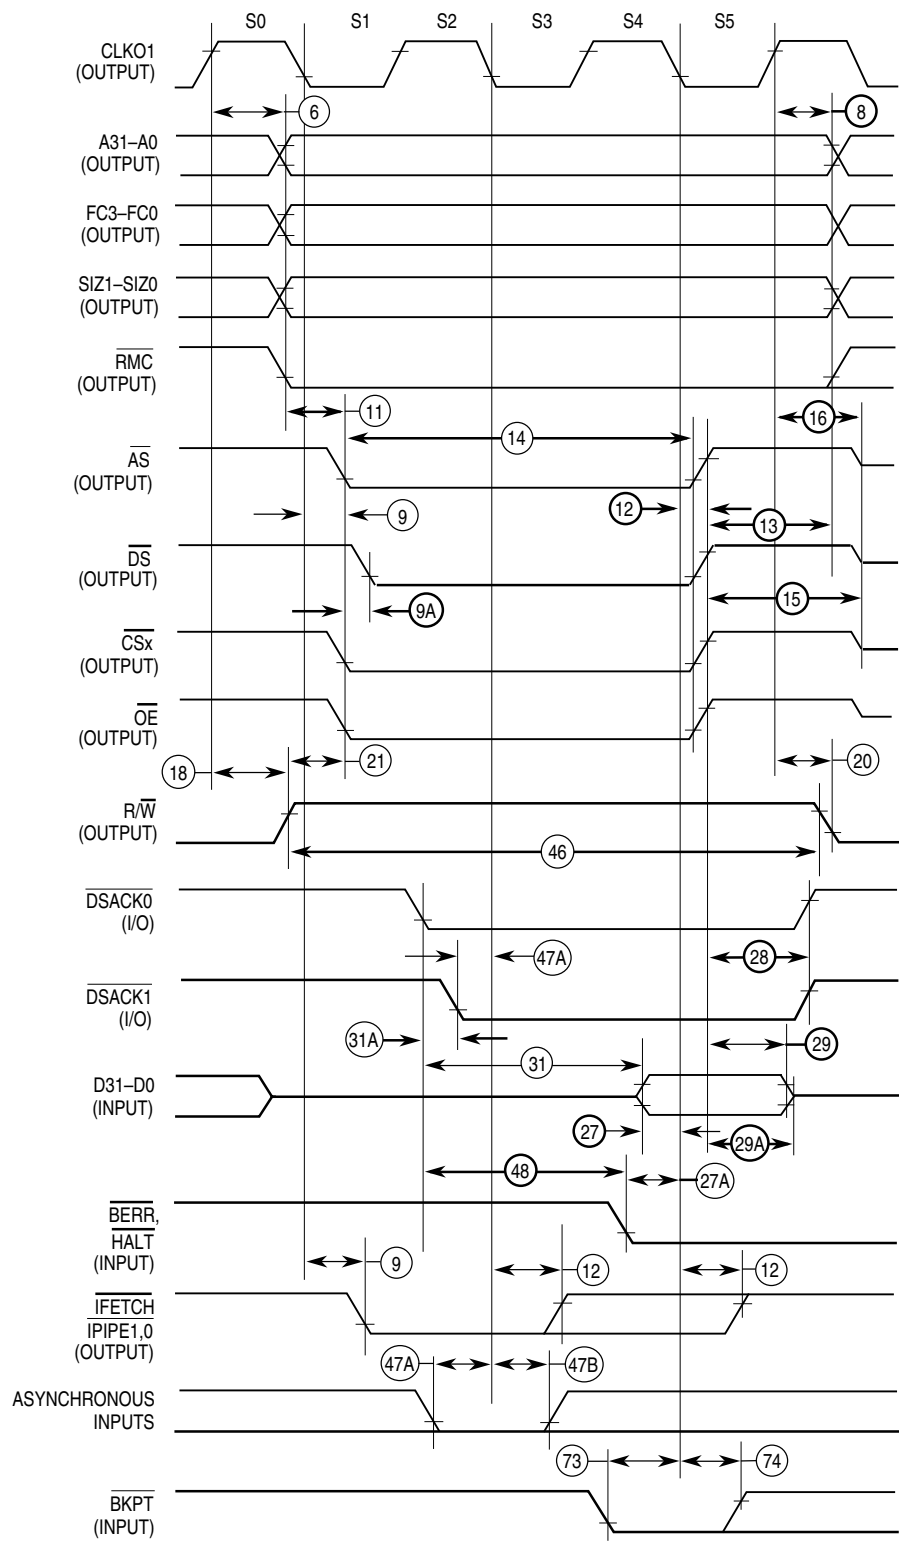 S0 S1 S2 S3 S4 S5
CLKO1
(OUTPUT)
6 8
A31–A0
(OUTPUT)
FC3–FC0
(OUTPUT)
SIZ1–SIZ0
(OUTPUT)
RMC
(OUTPUT)
11 16
14
AS
(OUTPUT)
9 12 13
DS
(OUTPUT)
9A 15
CSx
(OUTPUT)
OE
(OUTPUT)
18 21 20
R/W
(OUTPUT)
46
DSACK0
(I/O)
47A 28
DSACK1
(I/O)
31A 29
31
D31–D0
(INPUT)
27 29A
48 27A
BERR,
HALT
(INPUT)
9 12 12
IFETCH
IPIPE1,0
(OUTPUT)
47A 47B
ASYNCHRONOUS
INPUTS
73 74
BKPT
(INPUT)